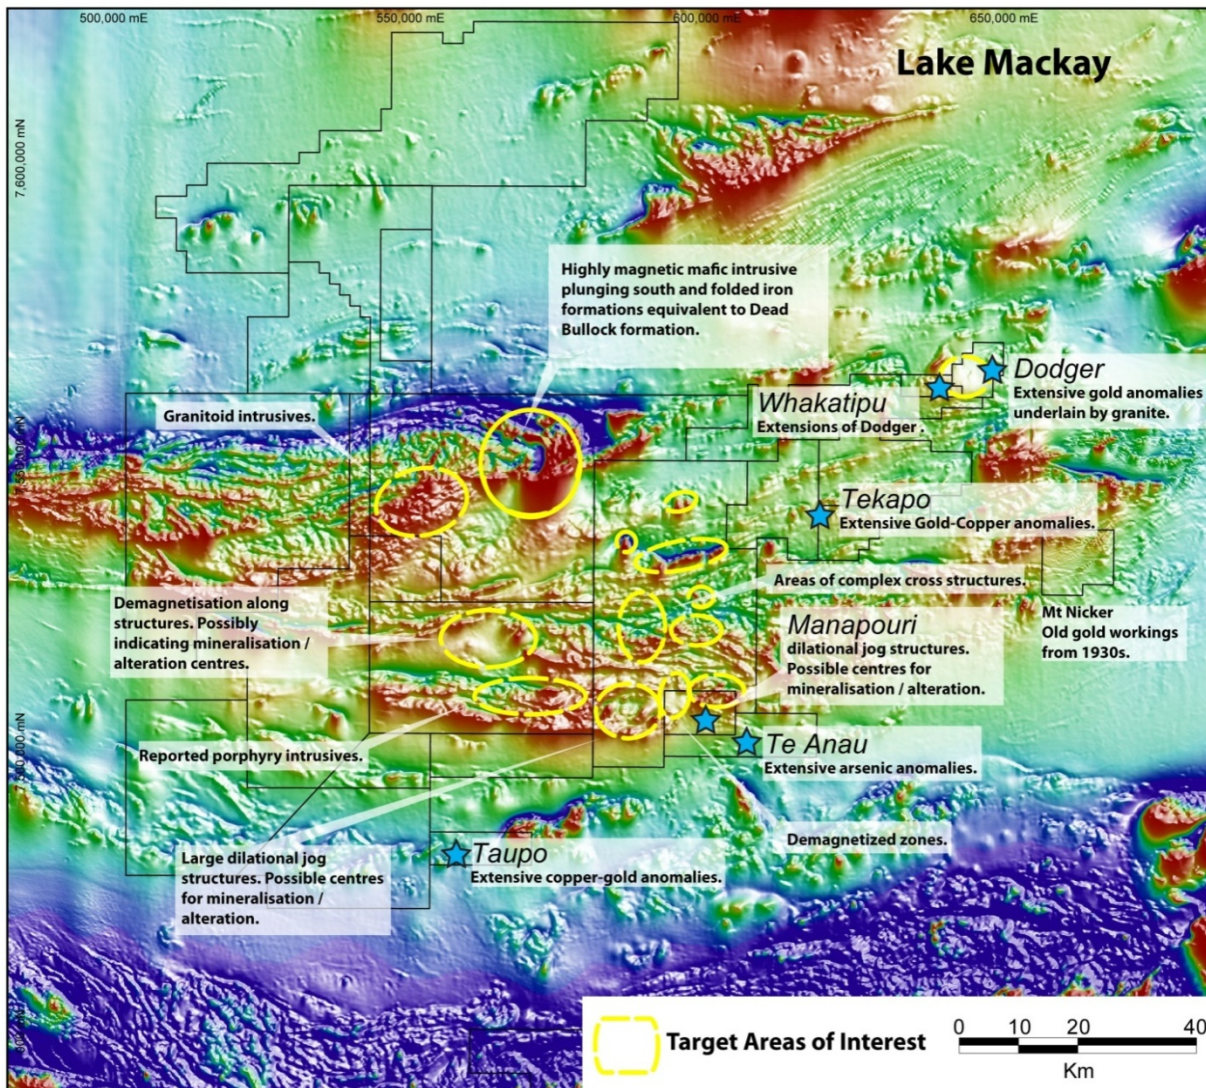 500,000 mE
550,000 mE
600,000 mE
650,000 mE
Lake Mackay
7,600,000 mN
Highly magnetic mafic intrusive
plunging south and folded iron
formations equivalent to Dead
Bullock formation.
Dodger
Extensive gold anomalies
underlain by granite.
Whakatipu
Extensions of Dodger .
Granitoid intrusives.
Tekapo
Extensive Gold-Copper anomalies.
Areas of complex cross structures.
Demagnetisation along
structures. Possibly
indicating mineralisation /
alteration centres.
Manapouri
dilational jog structures.
Possible centres for
mineralisation / alteration.
Mt Nicker
Old gold workings
from 1930s.
7,500,000 mN
Reported porphyry intrusives.
Te Anau
Extensive arsenic anomalies.
Demagnetized zones.
Large dilational jog
structures. Possible centres
for mineralisation /
alteration.
Taupo
Extensive copper-gold anomalies.
Target Areas of Interest
0 10 20 40
Km